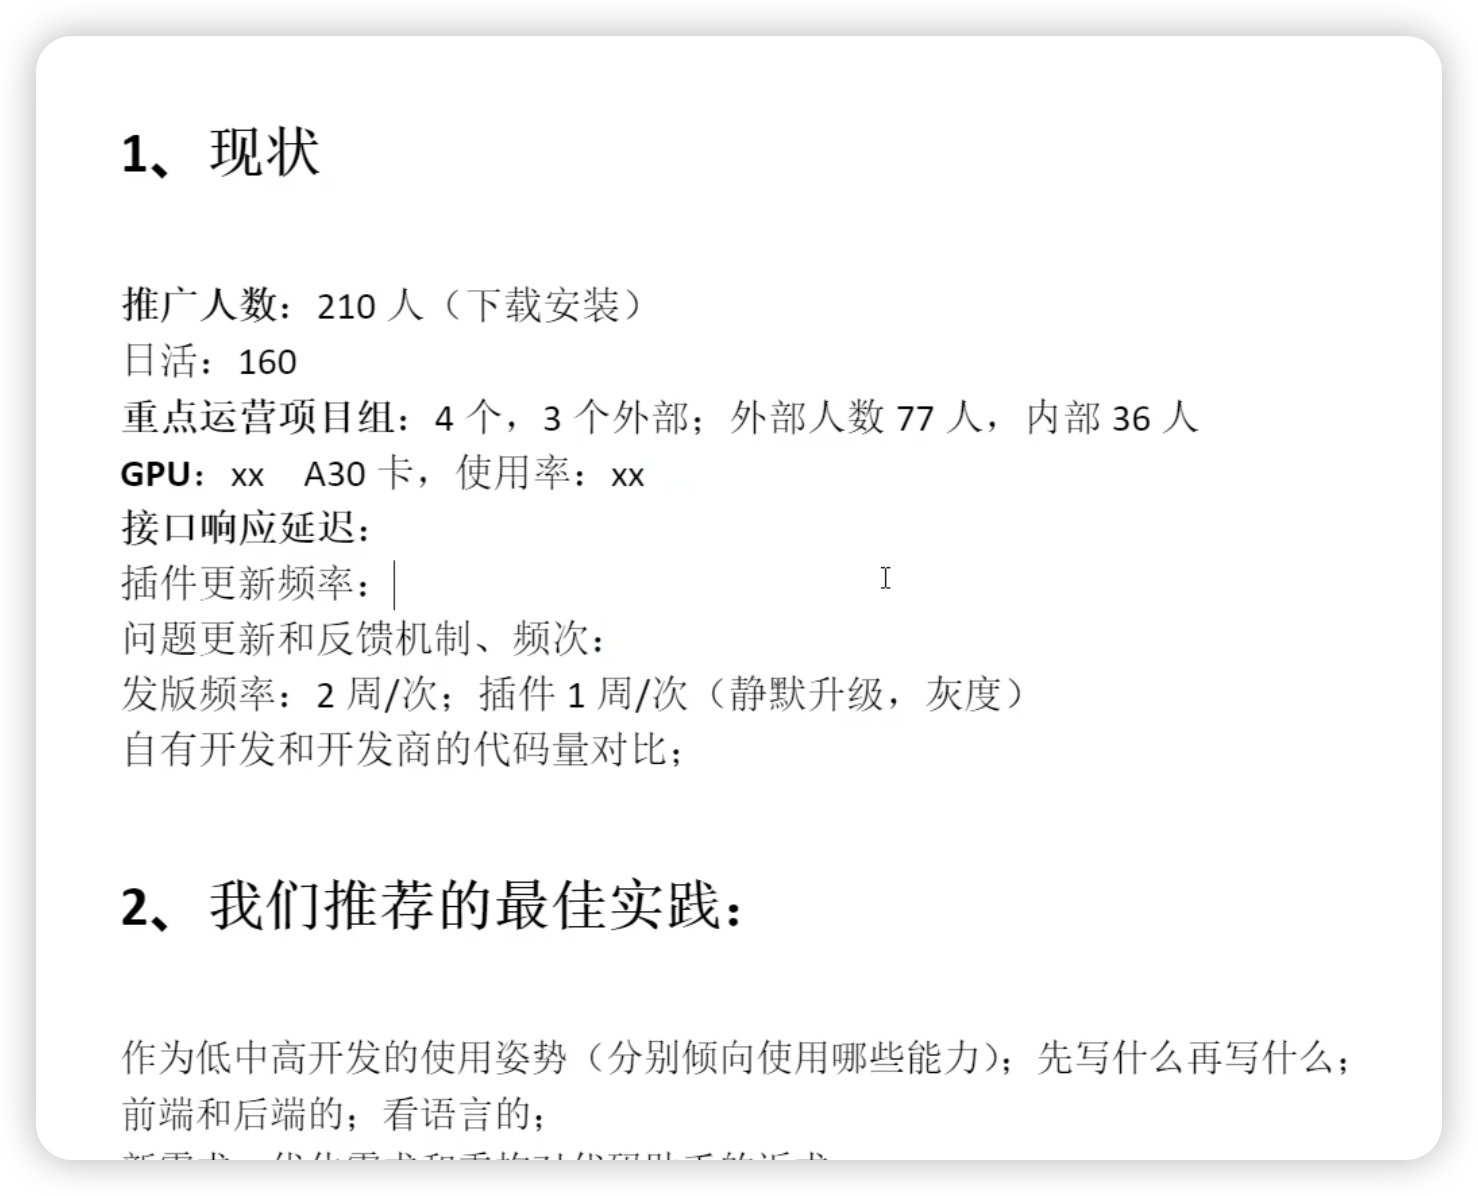 1、现状
推广人数：210 人（下载安装）
日活：160
重点运营项目组：4 个，3 个外部；外部人数 77 人，内部 36 人
GPU：xx    A30 卡，使用率：xx
接口响应延迟：
插件更新频率：
问题更新和反馈机制、频次：
发版频率：2 周/次；插件 1 周/次（静默升级，灰度）
自有开发和开发商的代码量对比；
2、我们推荐的最佳实践：
作为低中高开发的使用姿势（分别倾向使用哪些能力）；先写什么再写什么；
前端和后端的；看语言的；